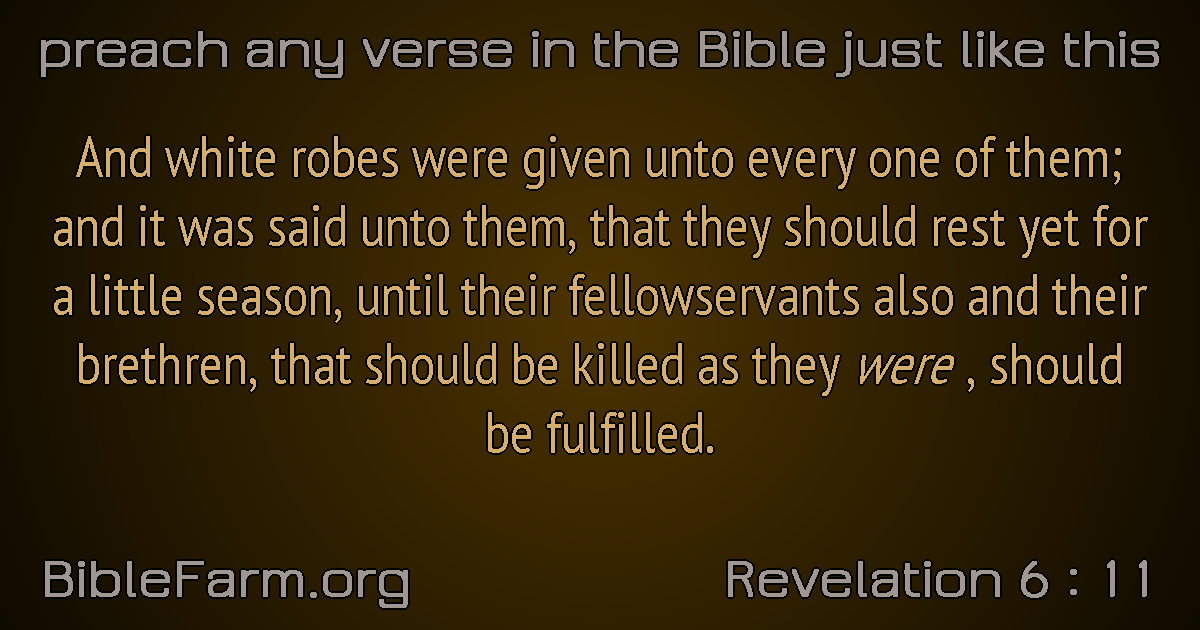 preach any verse in the Bible just like this
And white robes were given unto every one of them;
and it was said unto them, that they should rest yet for
a little season, until their fellowservants also and their
brethren, that should be killed as they were , should
be fulfilled.
BibleFarm.org
Revelation 6 : 11